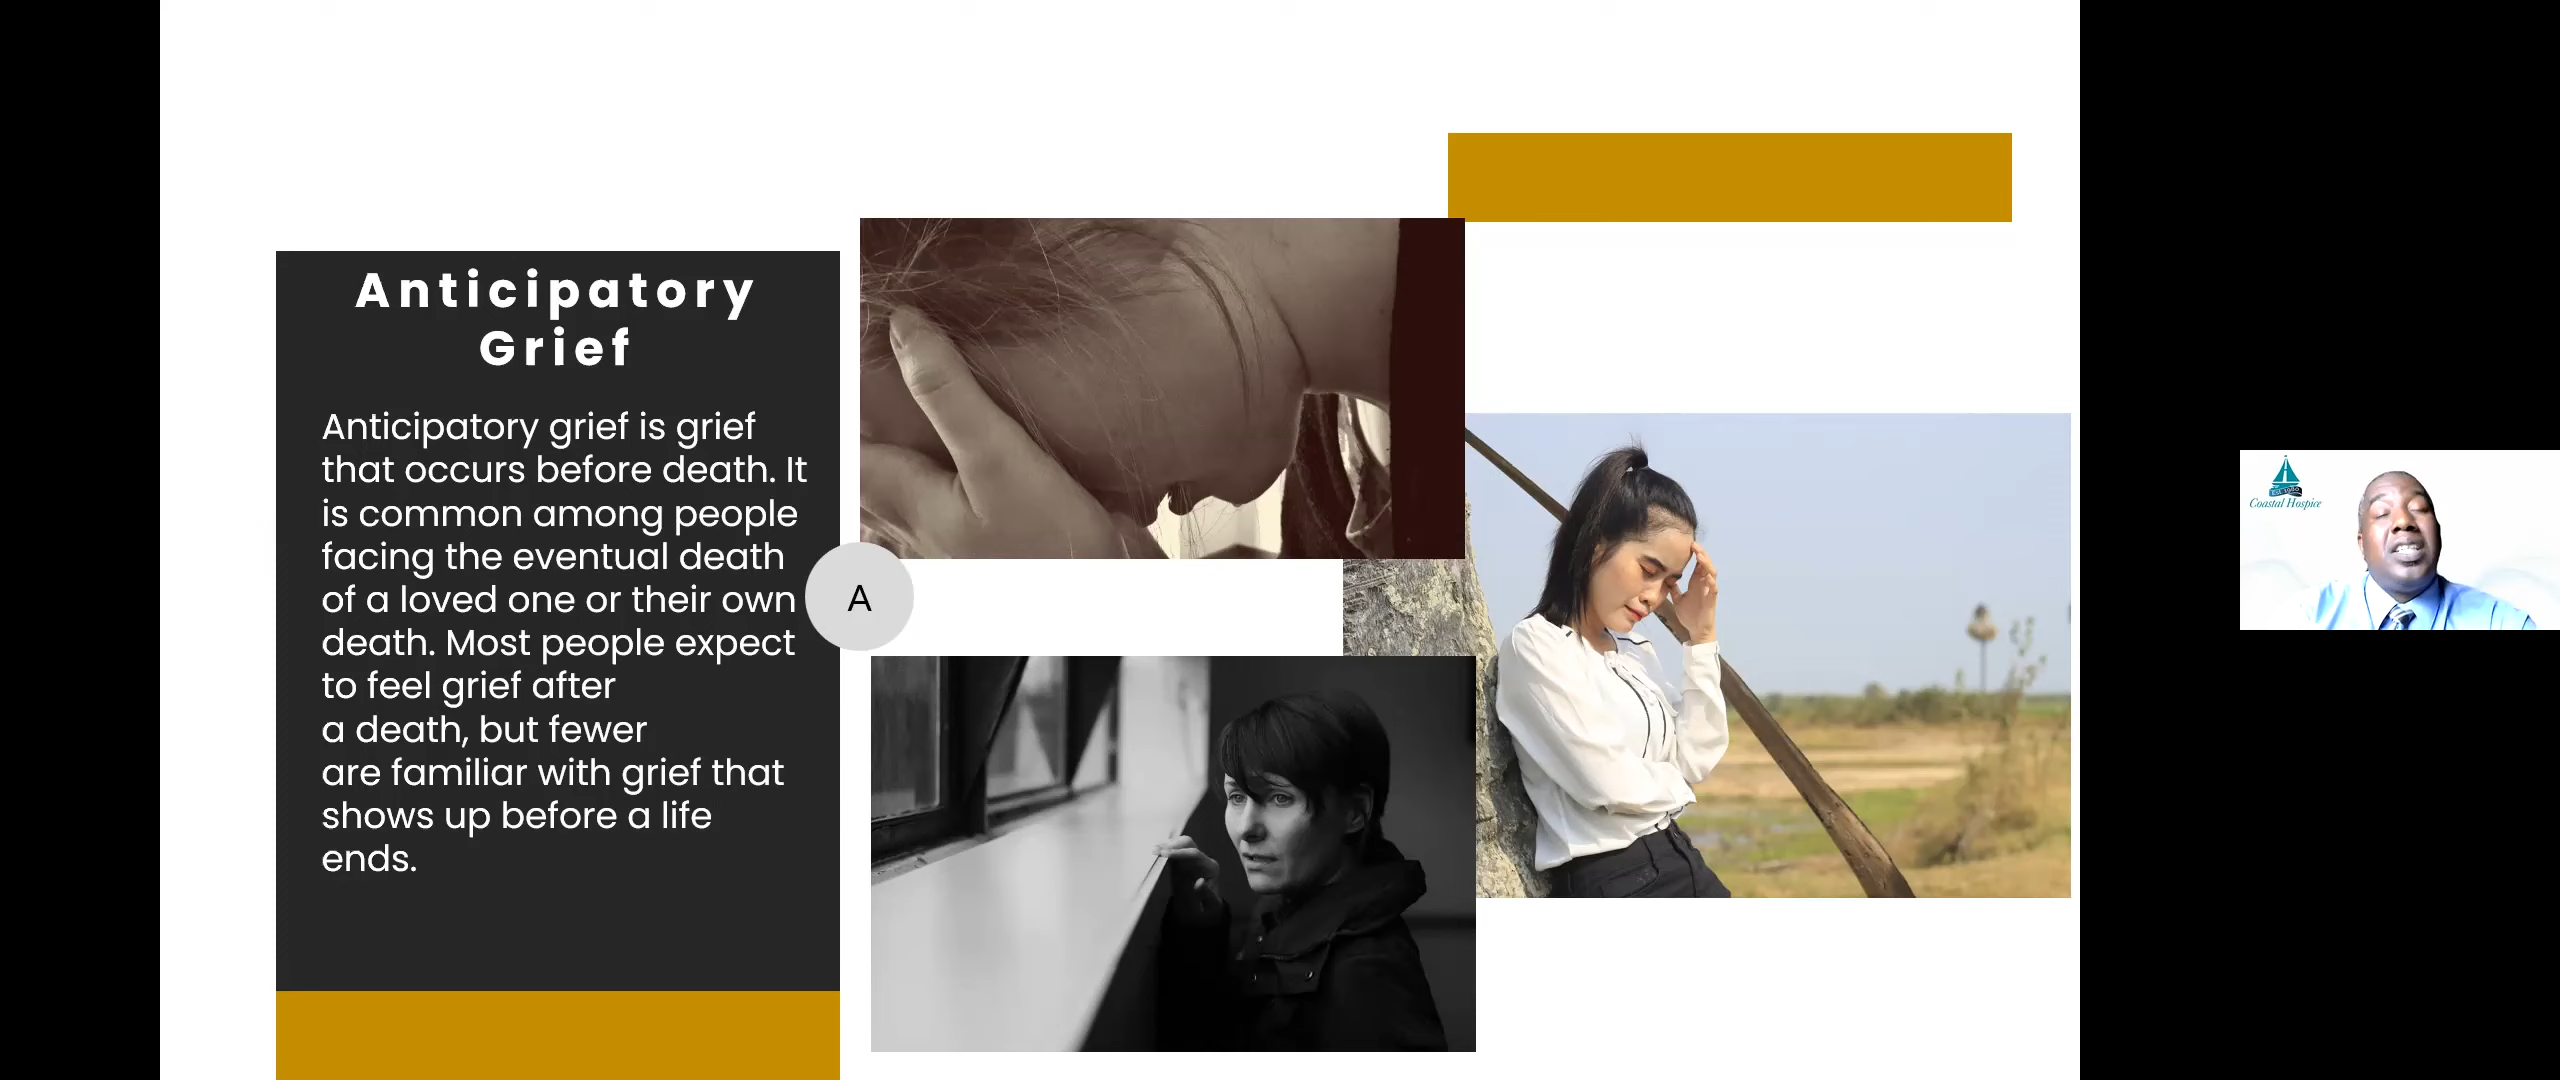 Anticipatory
Grief
Anticipatory grief is grief
that occurs before death. It
is common among people
facing the eventual death
of a loved one or their own
death. Most people expect
to feel grief after
a death, but fewer
are familiar with grief that
shows up before a life
ends.
A
Est. 1980
Coastal Hospice